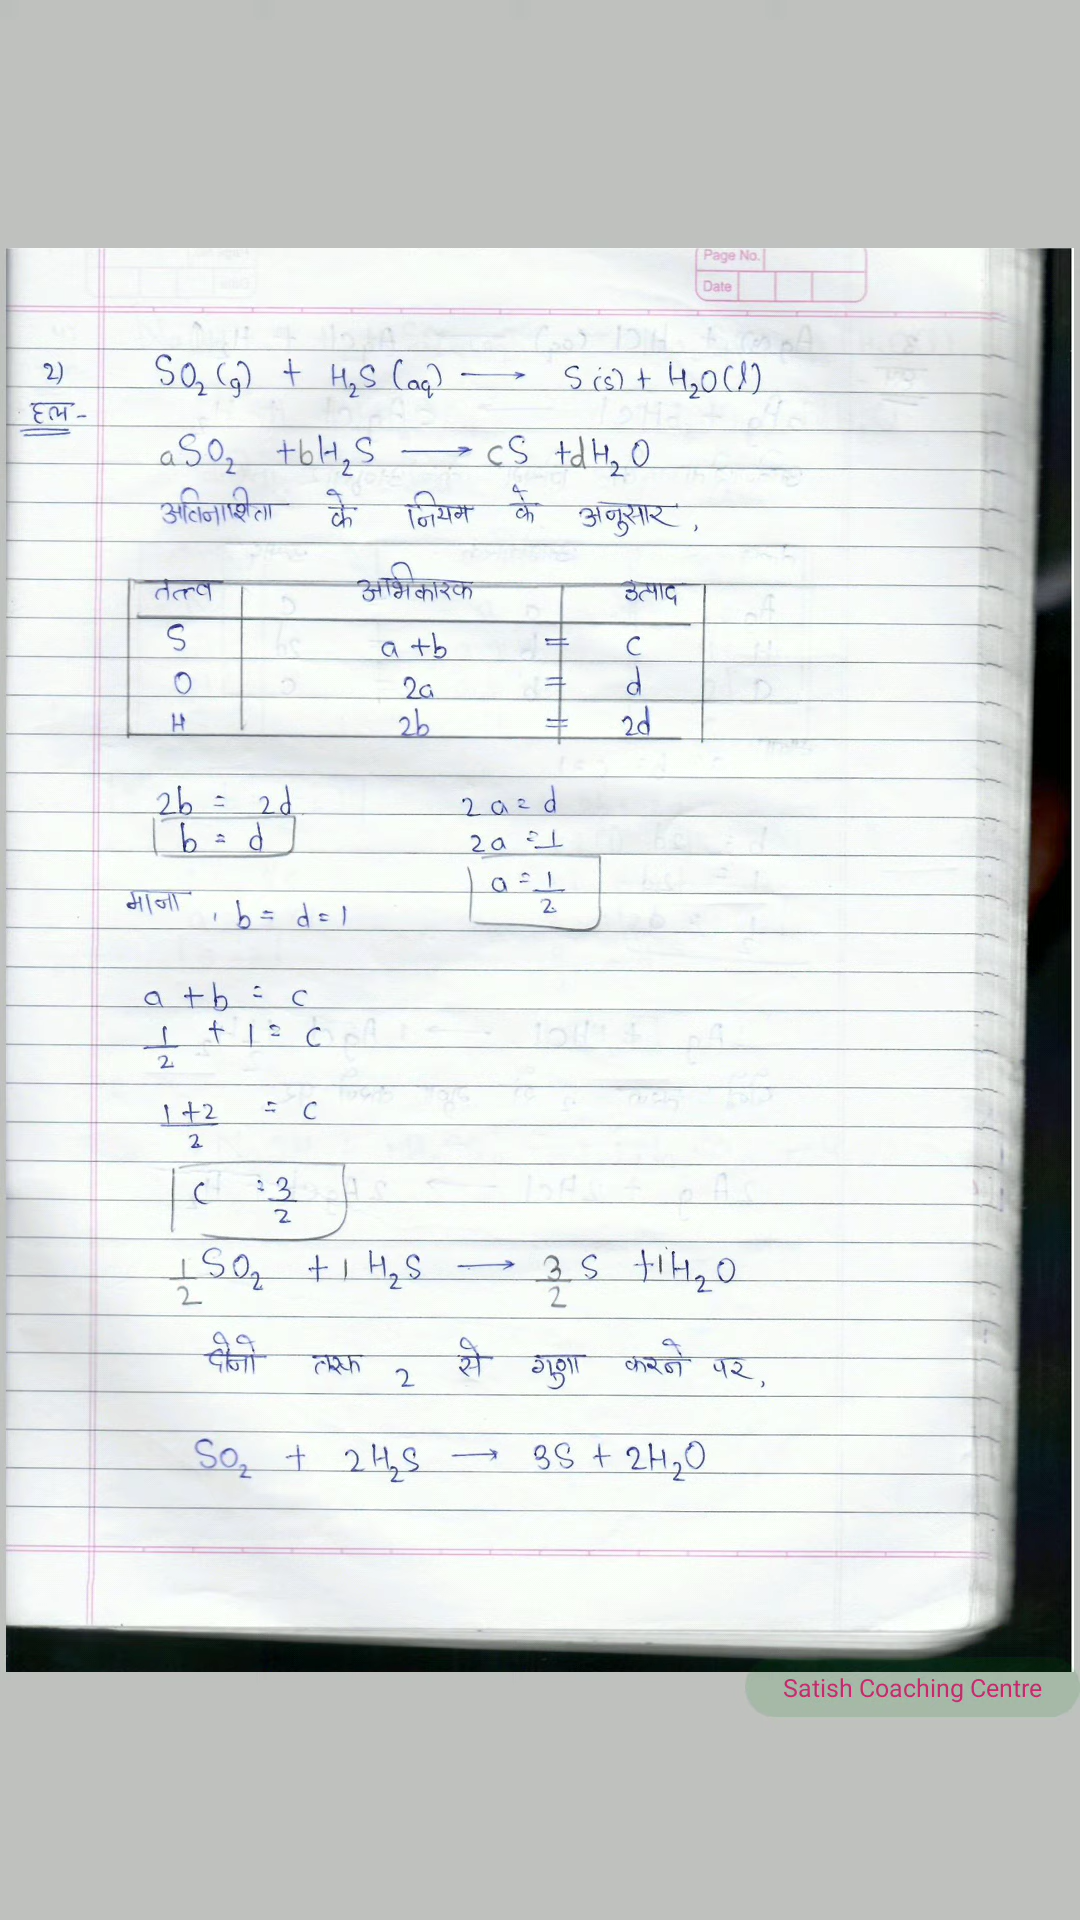 Page No.
Date
2) SO₂(g) + H₂S (aq) → S(s) + H₂O(l)
हल -
aSO₂ + bH₂S → cS + dH₂O
अविनाशिता के नियम के अनुसार,
तत्त्व अभिकारक उत्पाद
S a + b = c
O 2a = d
H 2b = 2d
2b = 2d 2a = d
b = d 2a = 1
a = 1/2
माना, b = d = 1
a + b = c
1/2 + 1 = c
1+2/2 = c
c = 3/2
1/2 SO₂ + 1 H₂S → 3/2 S + 1H₂O
दोनो तरफ 2 से गुणा करने पर,
SO₂ + 2H₂S → 3S + 2H₂O
Satish Coaching Centre